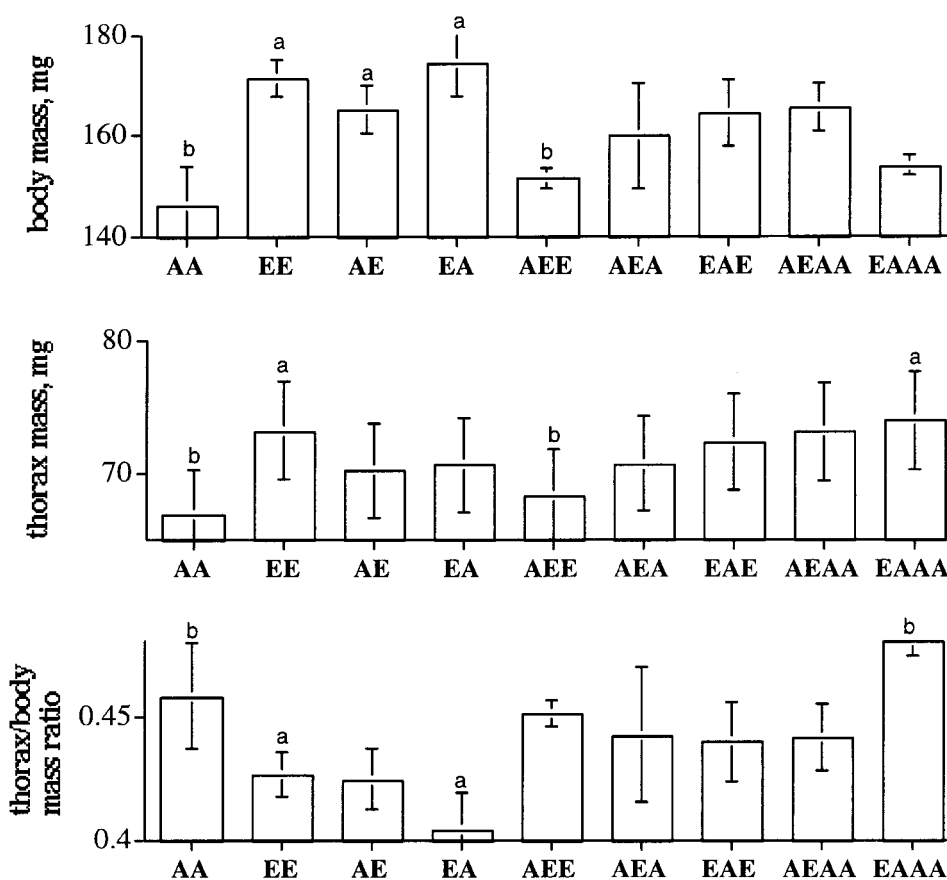 body mass, mg
180
160
140
b
a
a
a
b
AA EE AE EA AEE AEA EAE AEAA EAAA
thorax mass, mg
80
70
b
a
b
a
AA EE AE EA AEE AEA EAE AEAA EAAA
thorax/body
mass ratio
0.45
0.4
b
a
a
b
AA EE AE EA AEE AEA EAE AEAA EAAA